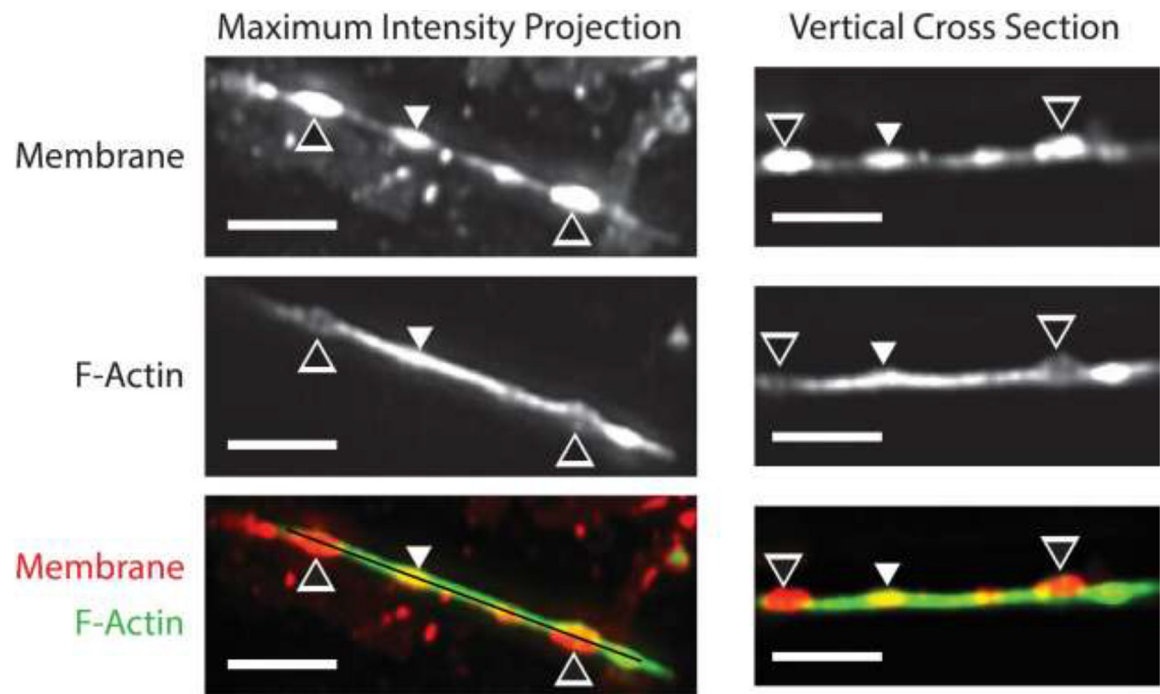 Maximum Intensity Projection
Vertical Cross Section
Membrane
F-Actin
Membrane
F-Actin